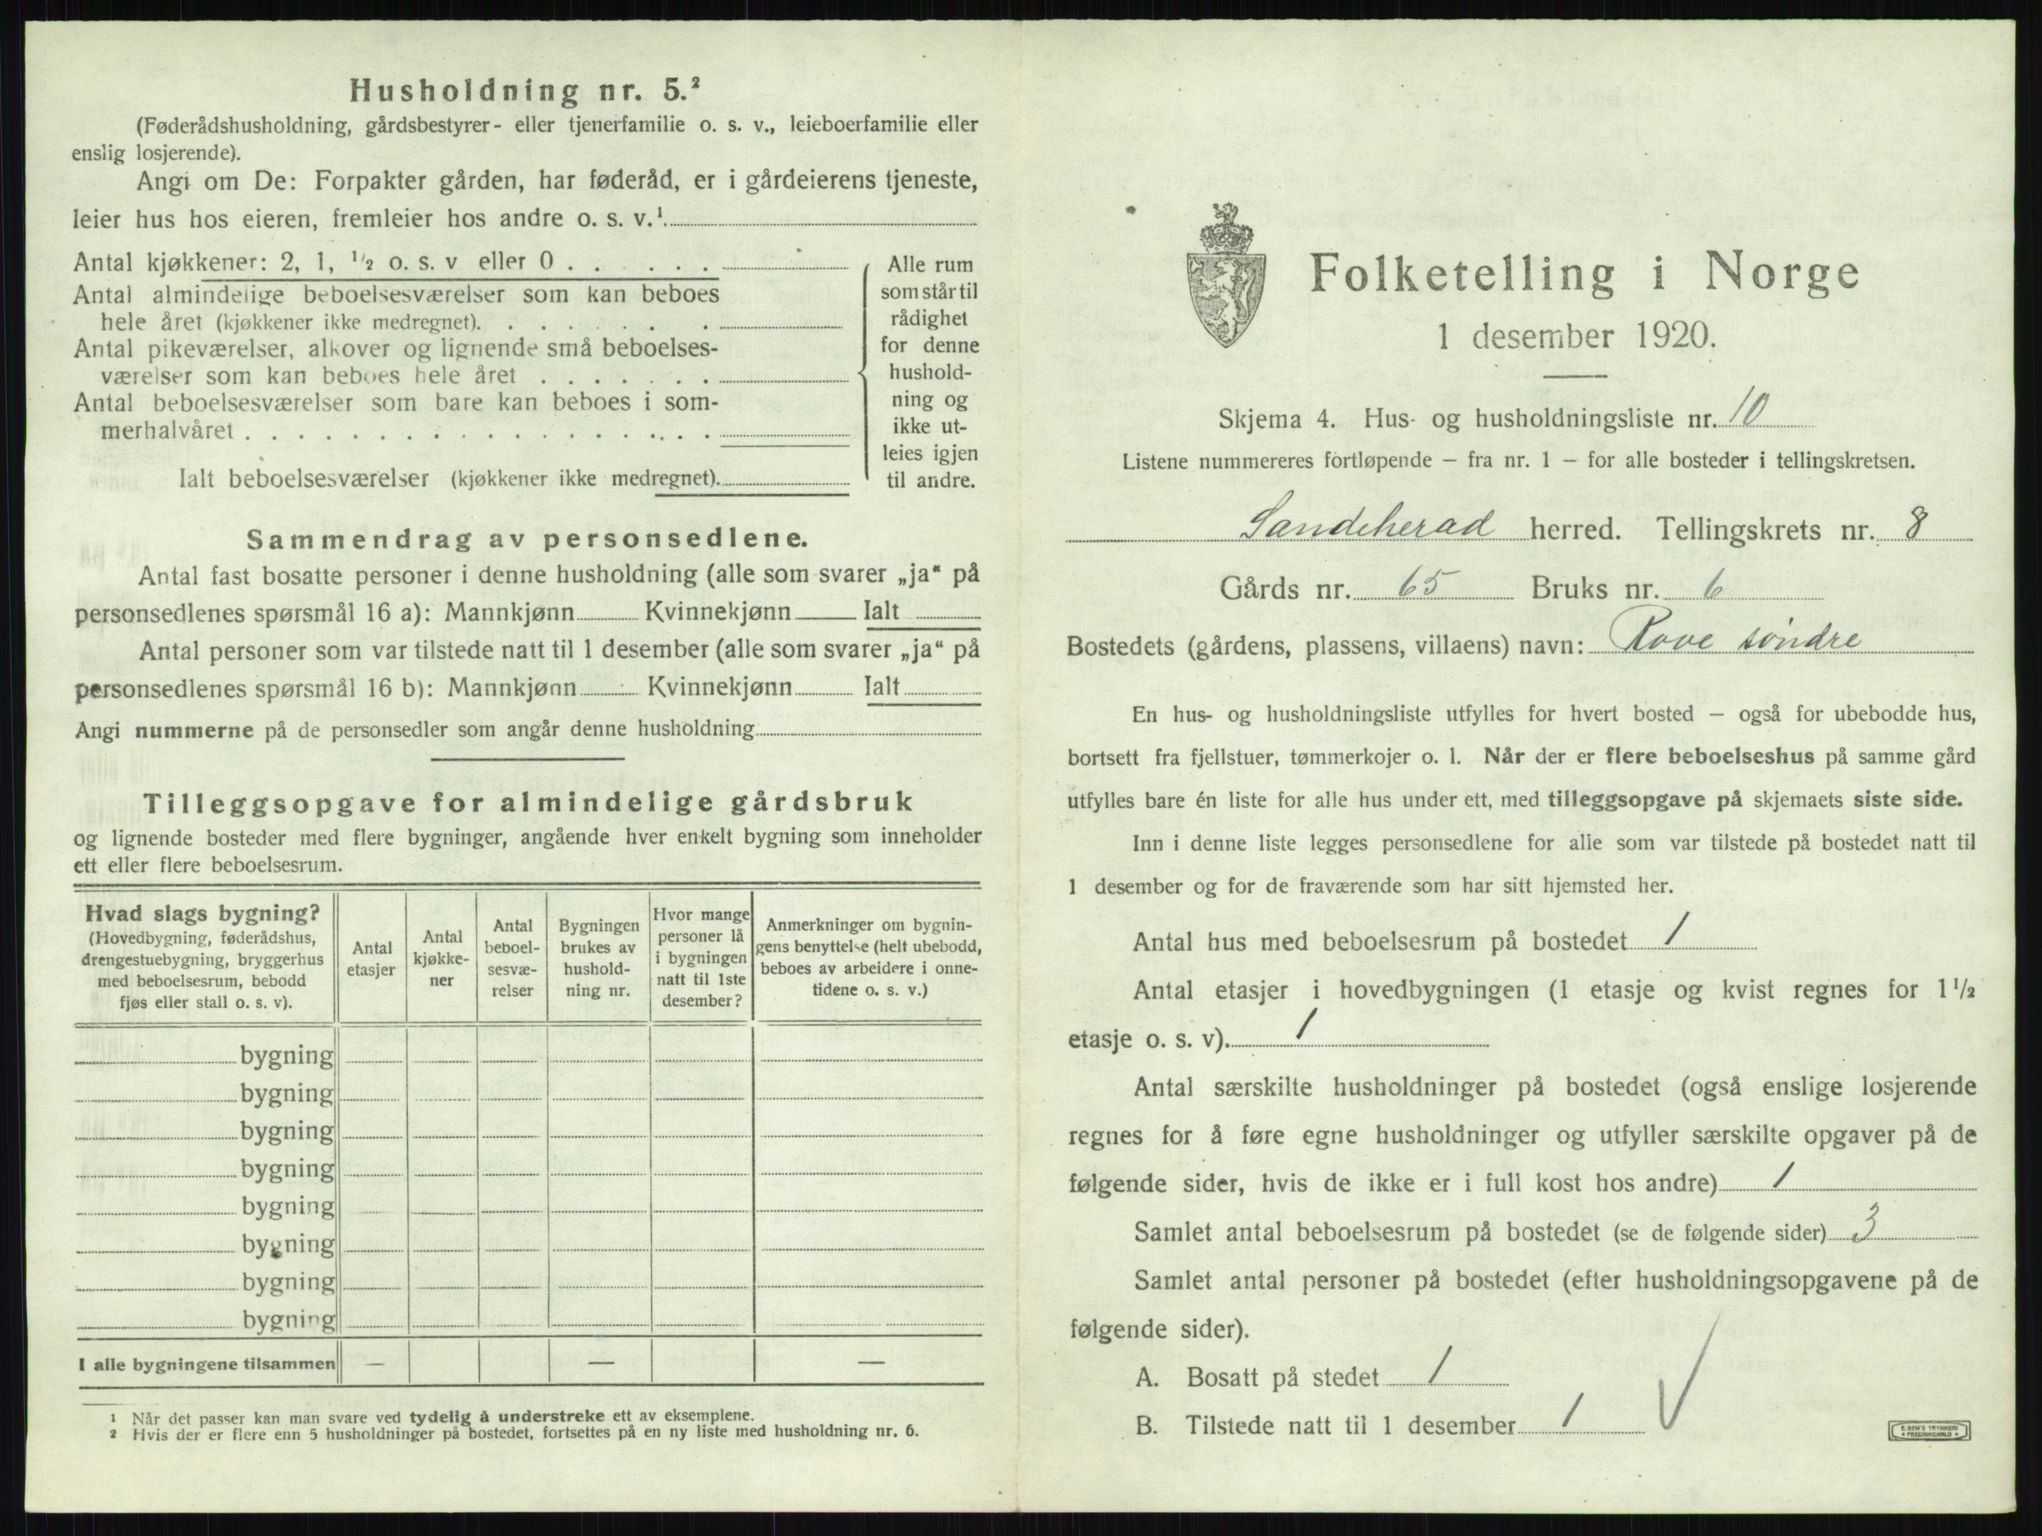 Husholdning nr. 5.²
(Føderådshusholdning, gårdsbestyrer- eller tjenerfamilie o. s. v., leieboerfamilie eller
enslig losjerende).
Angi om De: Forpakter gården, har føderåd, er i gårdeierens tjeneste,
leier hus hos eieren, fremleier hos andre o. s. v.¹
Antal kjøkkener: 2, 1, ½ o. s. v eller 0
Antal almindelige beboelsesværelser som kan beboes
hele året (kjøkkener ikke medregnet).
Antal pikeværelser, alkover og lignende små beboelses-
værelser som kan beboes hele året
Antal beboelsesværelser som bare kan beboes i som-
merhalvåret
Ialt beboelsesværelser (kjøkkener ikke medregnet).
Alle rum
som står til
rådighet
for denne
hushold-
ning og
ikke ut-
leies igjen
til andre.
Sammendrag av personsedlene.
Antal fast bosatte personer i denne husholdning (alle som svarer „ja“ på
personsedlenes spørsmål 16 a): Mannkjønn Kvinnekjønn Ialt
Antal personer som var tilstede natt til 1 desember (alle som svarer „ja“ på
personsedlenes spørsmål 16 b): Mannkjønn Kvinnekjønn Ialt
Angi nummerne på de personsedler som angår denne husholdning
Tilleggsopgave for almindelige gårdsbruk
og lignende bosteder med flere bygninger, angående hver enkelt bygning som inneholder
ett eller flere beboelsesrum.
Hvad slags bygning?
(Hovedbygning, føderådshus,
drengestuebygning, bryggerhus
med beboelsesrum, bebodd
fjøs eller stall o. s. v).
Antal
etasjer
Antal
kjøkke-
ner
Antal
beboel-
sesvæ-
relser
Bygningen
brukes av
hushold-
ning nr.
Hvor mange
personer lå
i bygningen
natt til 1ste
desember?
Anmerkninger om bygnin-
gens benyttelse (helt ubebodd,
beboes av arbeidere i onne-
tidene o. s. v.)
bygning
bygning
bygning
bygning
bygning
bygning
bygning
bygning
I alle bygningene tilsammen — — —
¹ Når det passer kan man svare ved tydelig å understreke ett av eksemplene.
² Hvis der er flere enn 5 husholdninger på bostedet, fortsettes på en ny liste med husholdning nr. 6.
Folketelling i Norge
1 desember 1920.
Skjema 4. Hus- og husholdningsliste nr. 10
Listene nummereres fortløpende – fra nr. 1 – for alle bosteder i tellingskretsen.
Sandeherad herred. Tellingskrets nr. 8
Gårds nr. 65 Bruks nr. 6
Bostedets (gårdens, plassens, villaens) navn: Rove søndre
En hus- og husholdningsliste utfylles for hvert bosted – også for ubebodde hus,
bortsett fra fjellstuer, tømmerkojer o. l. Når der er flere beboelseshus på samme gård
utfylles bare én liste for alle hus under ett, med tilleggsopgave på skjemaets siste side.
Inn i denne liste legges personsedlene for alle som var tilstede på bostedet natt til
1 desember og for de fraværende som har sitt hjemsted her.
Antal hus med beboelsesrum på bostedet 1
Antal etasjer i hovedbygningen (1 etasje og kvist regnes for 1½
etasje o. s. v). 1
Antal særskilte husholdninger på bostedet (også enslige losjerende
regnes for å føre egne husholdninger og utfyller særskilte opgaver på de
følgende sider, hvis de ikke er i full kost hos andre) 1
Samlet antal beboelsesrum på bostedet (se de følgende sider) 3
Samlet antal personer på bostedet (efter husholdningsopgavene på de
følgende sider).
A. Bosatt på stedet 1
B. Tilstede natt til 1 desember 1